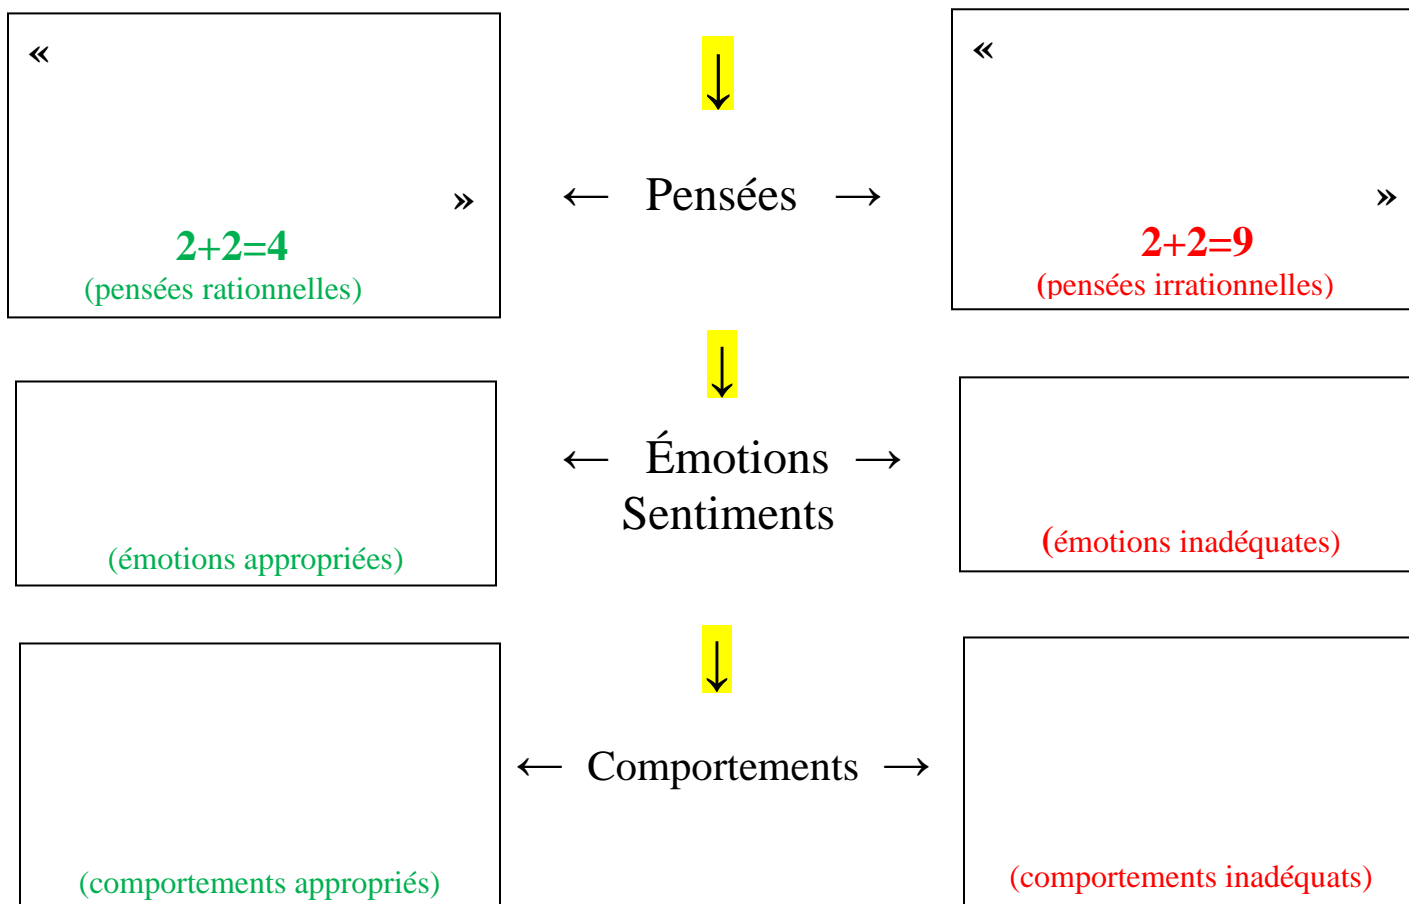 «
»
2+2=4
(pensées rationnelles)
↓
← Pensées →
«
»
2+2=9
(pensées irrationnelles)
↓
← Émotions →
Sentiments
(émotions appropriées)
(émotions inadéquates)
↓
← Comportements →
(comportements appropriés)
(comportements inadéquats)